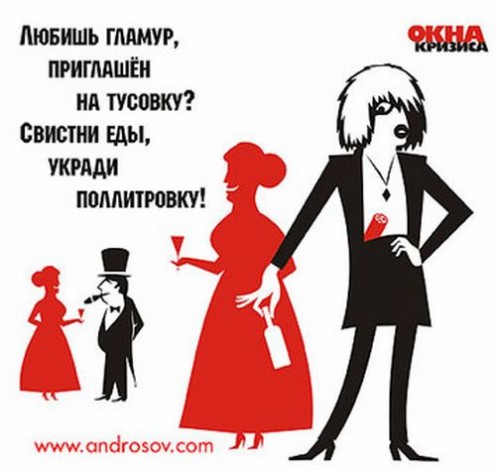 Любишь гламур,
приглашён
на тусовку?
Свистни еды,
укради
поллитровку!
ОКНА
КРИЗИСА
www.androsov.com